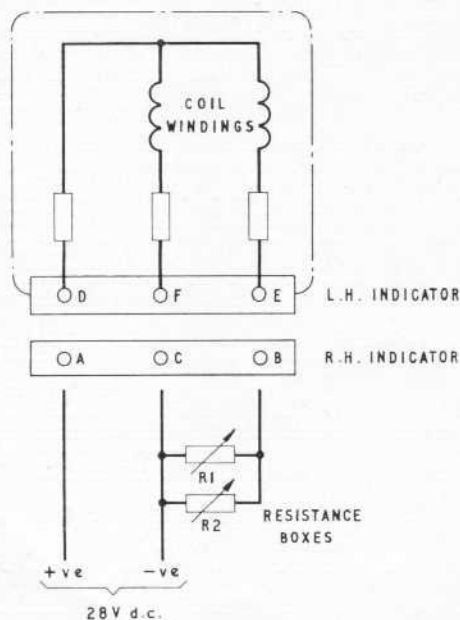 COIL
WINDINGS
D F E L.H. INDICATOR
A C B R.H. INDICATOR
R1
R2
RESISTANCE
BOXES
+ve -ve
28V d.c.